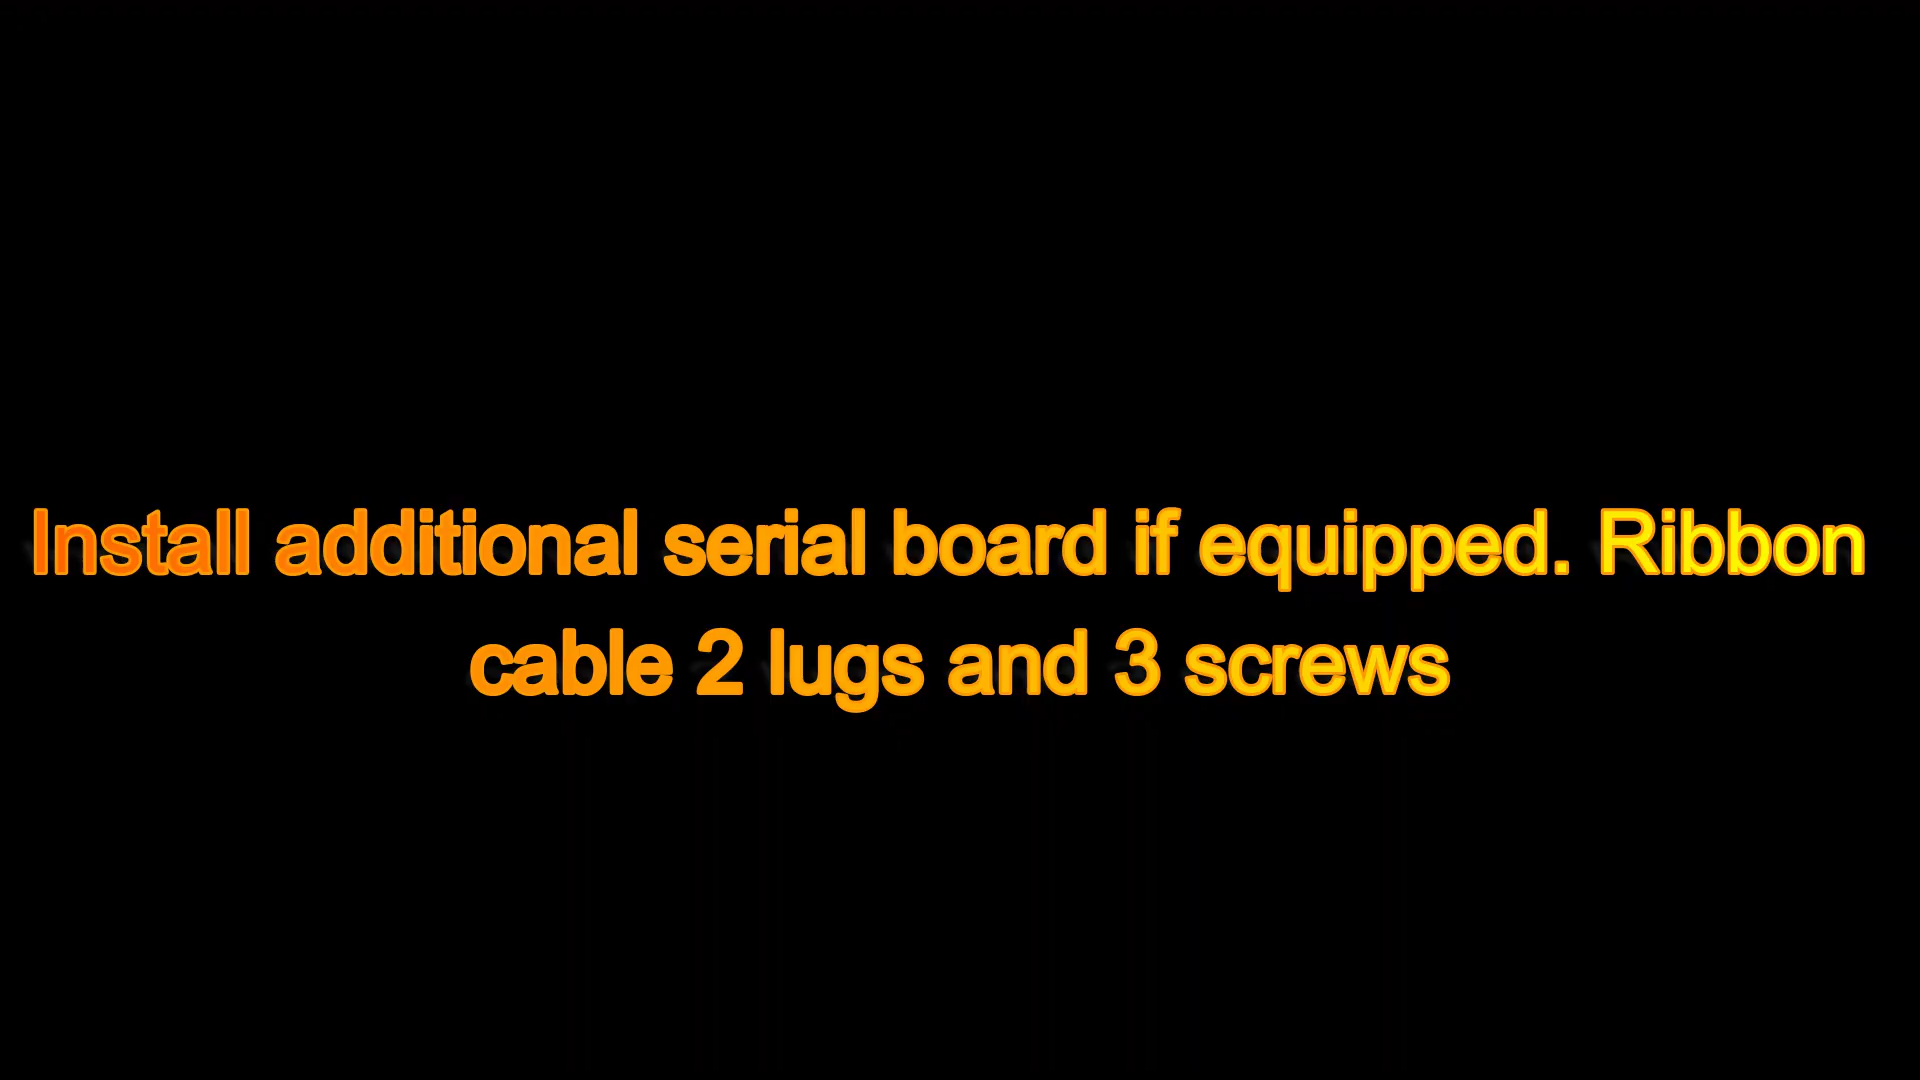 Install additional serial board if equipped. Ribbon
cable 2 lugs and 3 screws